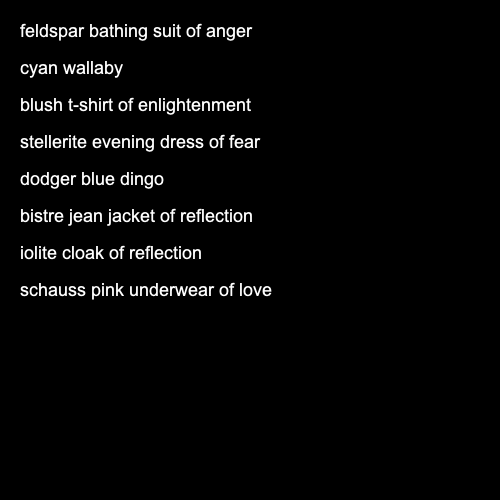 feldspar bathing suit of anger
cyan wallaby
blush t-shirt of enlightenment
stellerite evening dress of fear
dodger blue dingo
bistre jean jacket of reflection
iolite cloak of reflection
schauss pink underwear of love